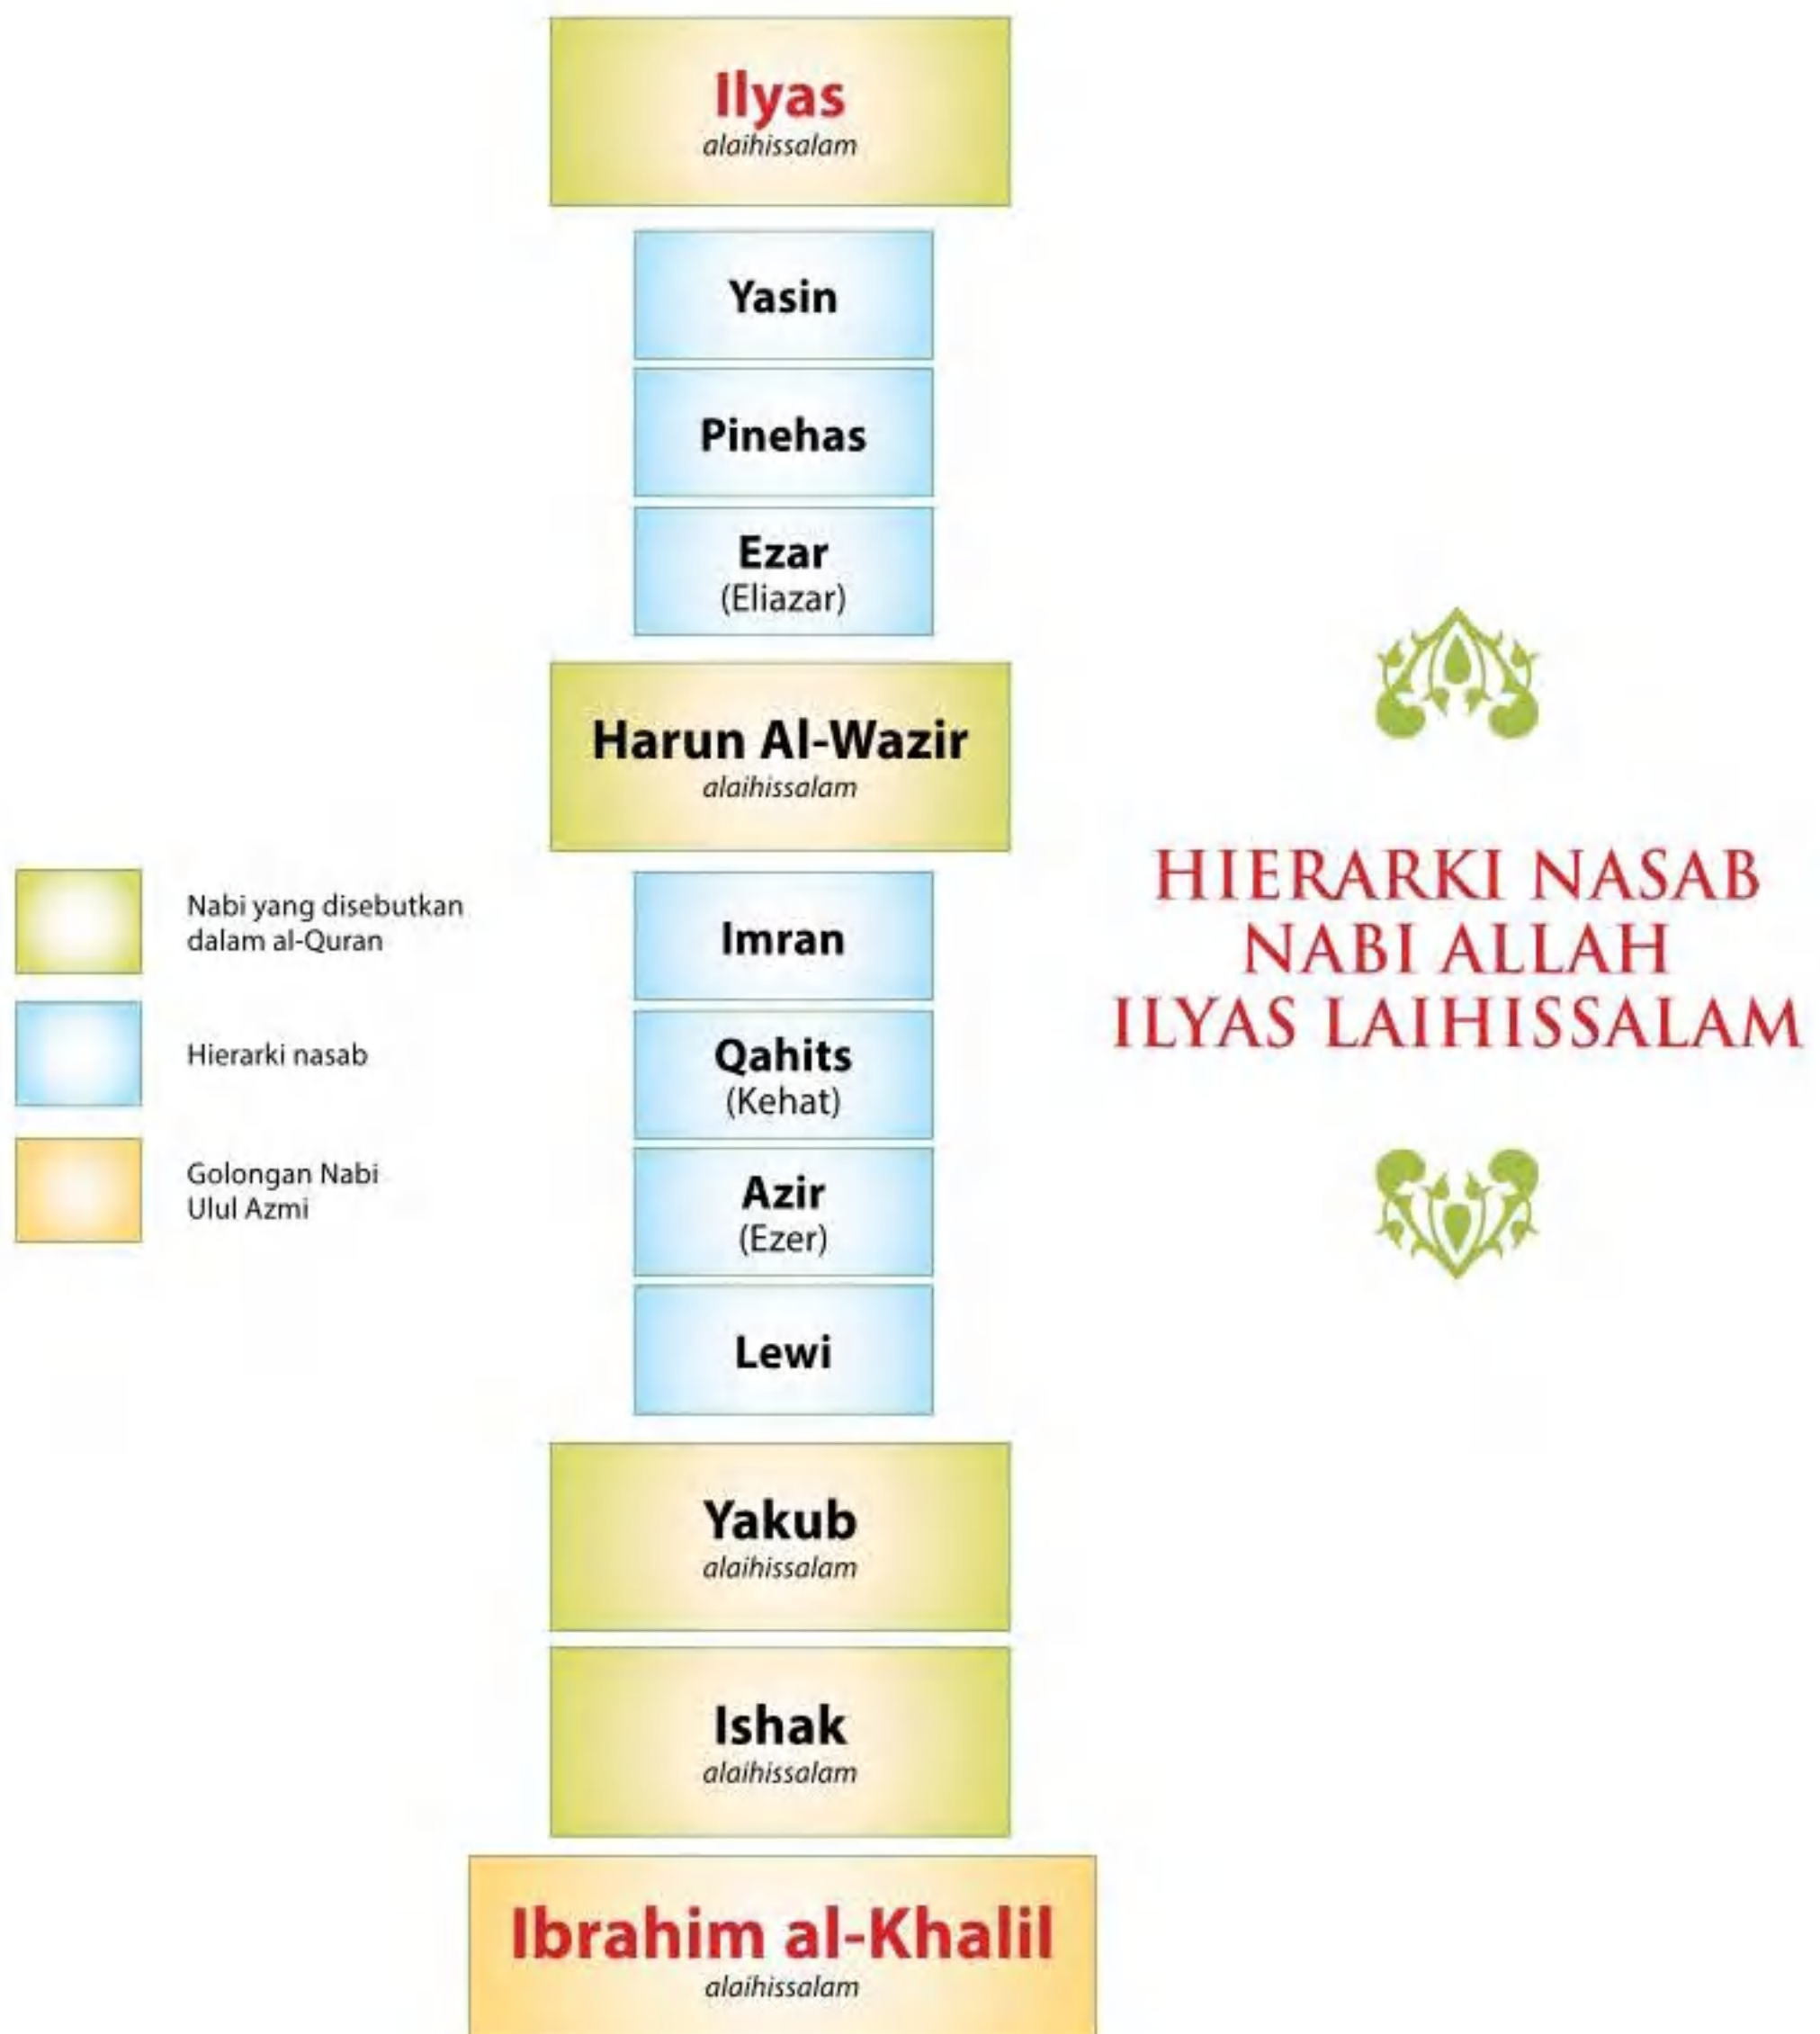 Ilyas
alaihissalam
Yasin
Pinehas
Ezar
(Eliazar)
Harun Al-Wazir
alaihissalam
Imran
Qahits
(Kehat)
Azir
(Ezer)
Lewi
Yakub
alaihissalam
Ishak
alaihissalam
Ibrahim al-Khalil
alaihissalam
Nabi yang disebutkan
dalam al-Quran
Hierarki nasab
Golongan Nabi
Ulul Azmi
HIERARKI NASAB
NABI ALLAH
ILYAS LAIHISSALAM